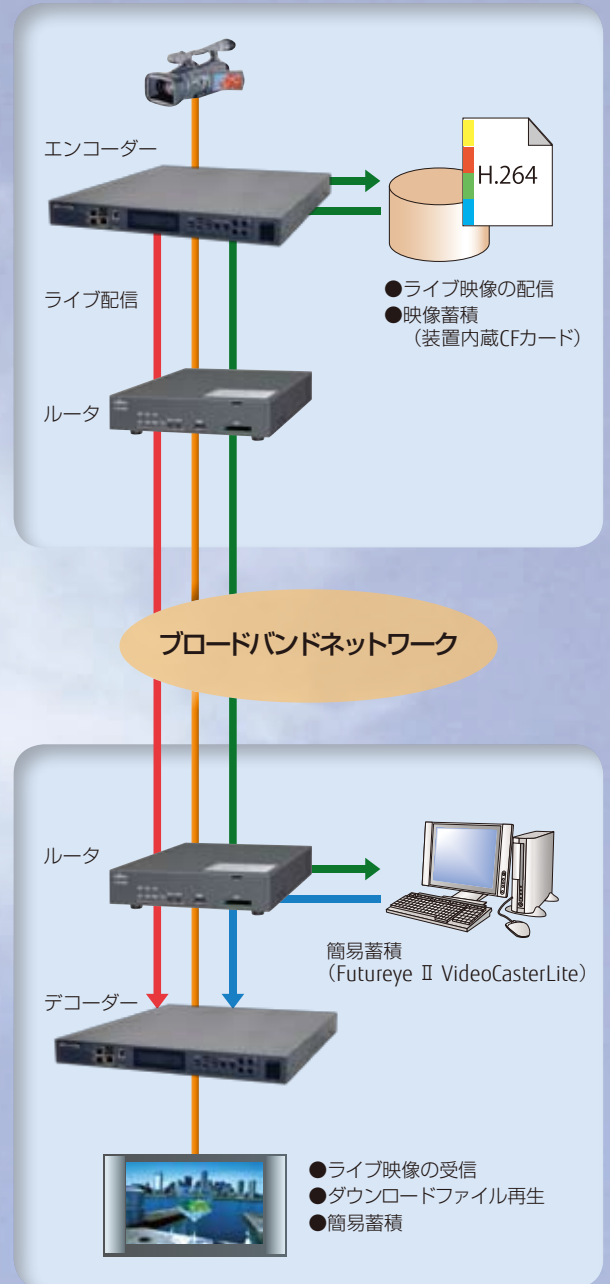 エンコーダー
H.264
ライブ配信
●ライブ映像の配信
●映像蓄積
（装置内蔵CFカード）
ルータ
ブロードバンドネットワーク
ルータ
簡易蓄積
（Futureye Ⅱ VideoCasterLite）
デコーダー
●ライブ映像の受信
●ダウンロードファイル再生
●簡易蓄積